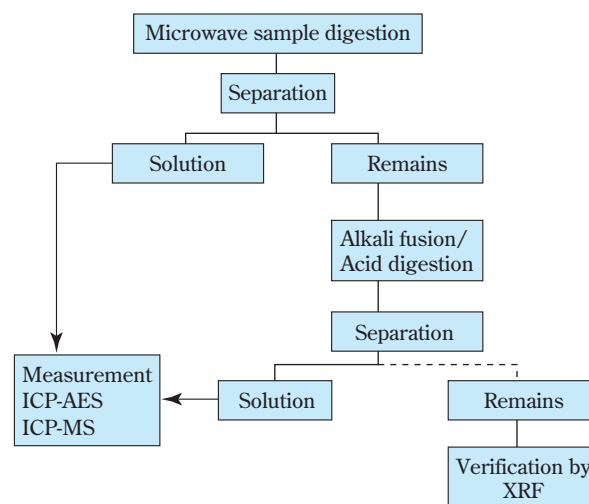 Microwave sample digestion
Separation
Solution
Remains
Alkali fusion/
Acid digestion
Separation
Measurement
ICP-AES
ICP-MS
Solution
Remains
Verification by
XRF